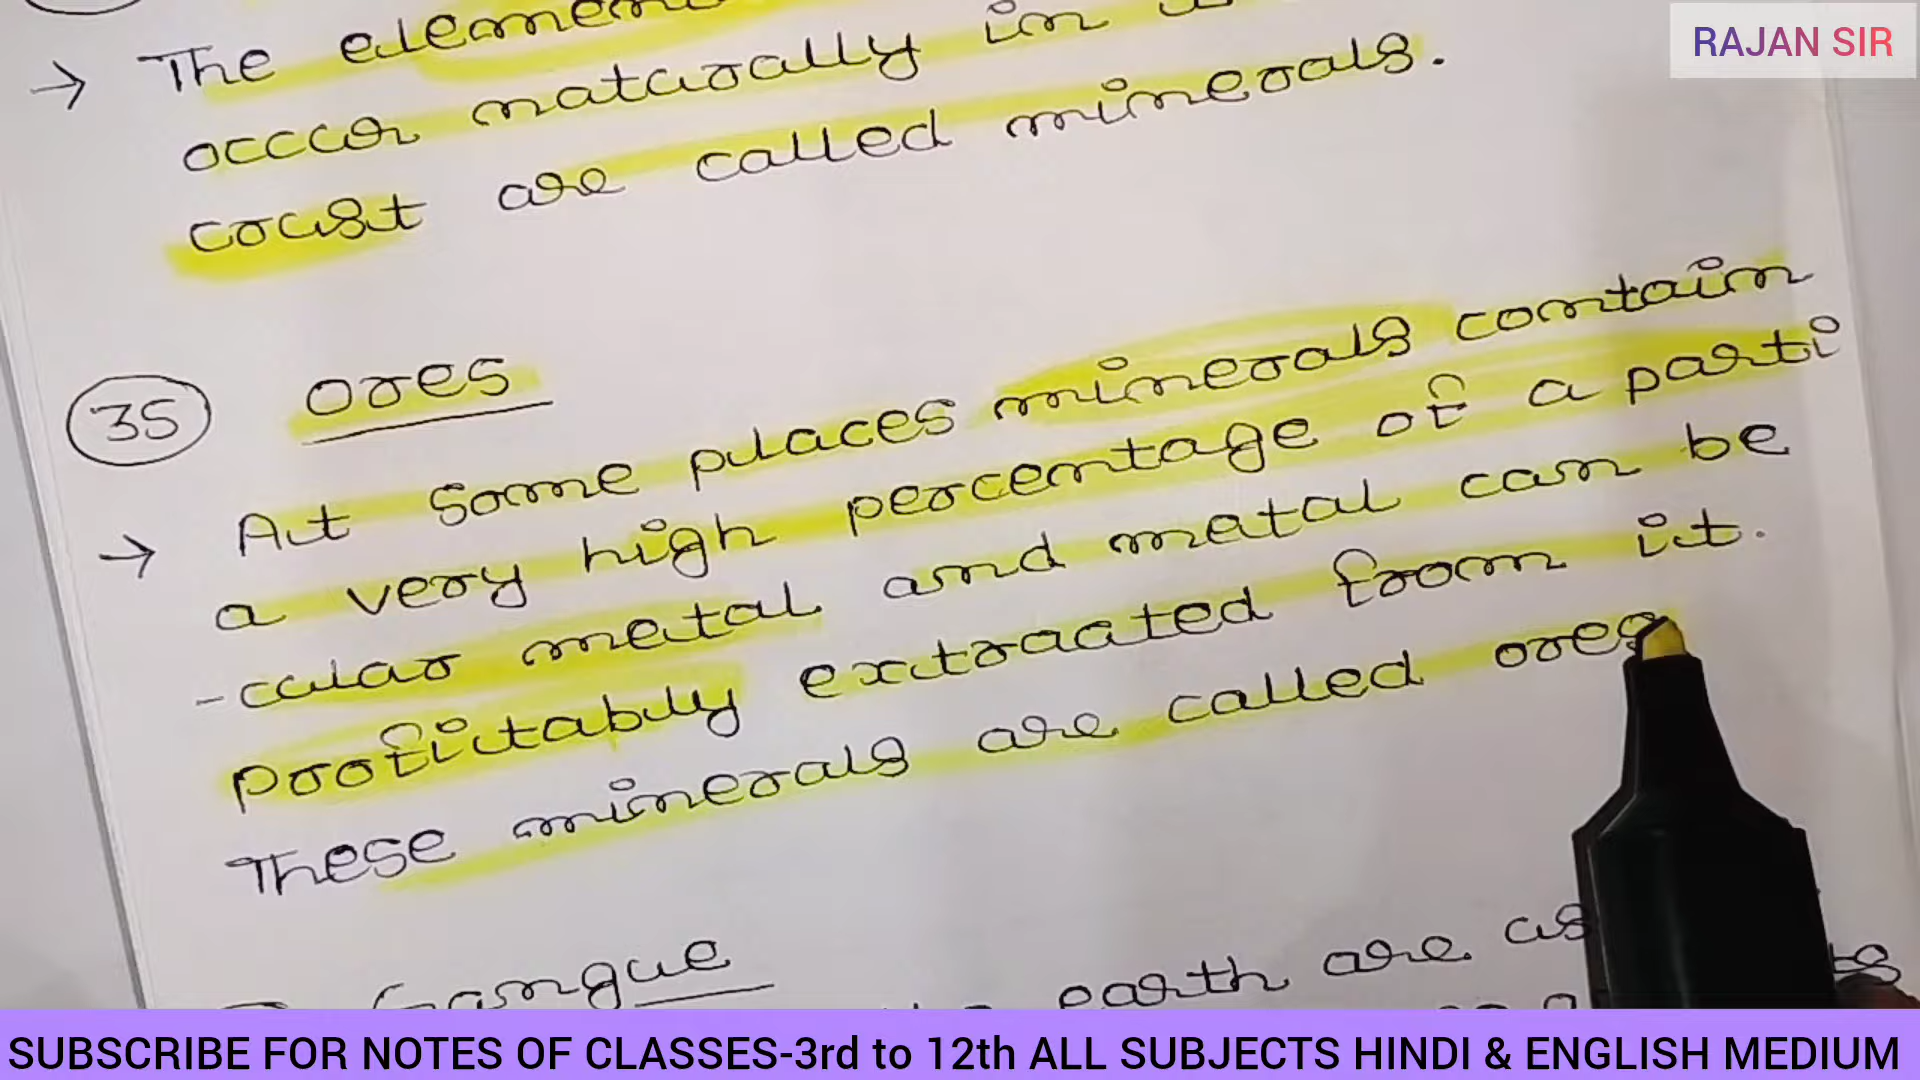 RAJAN SIR
→ The
occur naturally in
crust are called minerals.
35 Ores
→ At some places minerals contain
a very high percentage of a parti
-cular metal and metal can be
profitably extracted from it.
These minerals are called ores
Gangue
earth are
SUBSCRIBE FOR NOTES OF CLASSES-3rd to 12th ALL SUBJECTS HINDI & ENGLISH MEDIUM